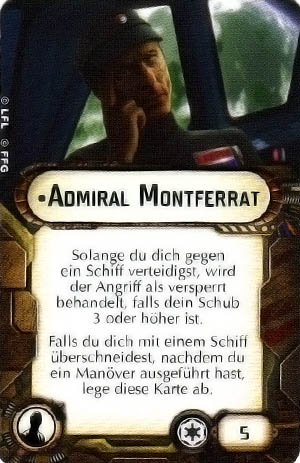 © LFL © FFG
•ADMIRAL MONTFERRAT
Solange du dich gegen
ein Schiff verteidigst, wird
der Angriff als versperrt
behandelt, falls dein Schub
3 oder höher ist.
Falls du dich mit einem Schiff
überschneidest, nachdem du
ein Manöver ausgeführt hast,
lege diese Karte ab.
5